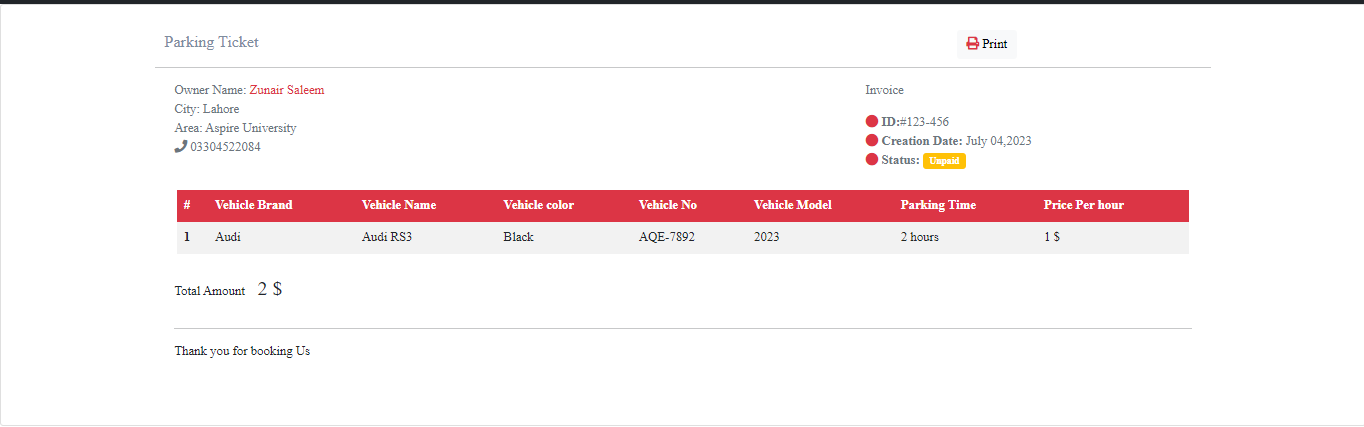 Parking Ticket
Print
Owner Name: Zunair Saleem
City: Lahore
Area: Aspire University
03304522084
Invoice
ID:#123-456
Creation Date: July 04,2023
Status: Unpaid
# Vehicle Brand Vehicle Name Vehicle color Vehicle No Vehicle Model Parking Time Price Per hour
1 Audi Audi RS3 Black AQE-7892 2023 2 hours 1 $
Total Amount 2 $
Thank you for booking Us